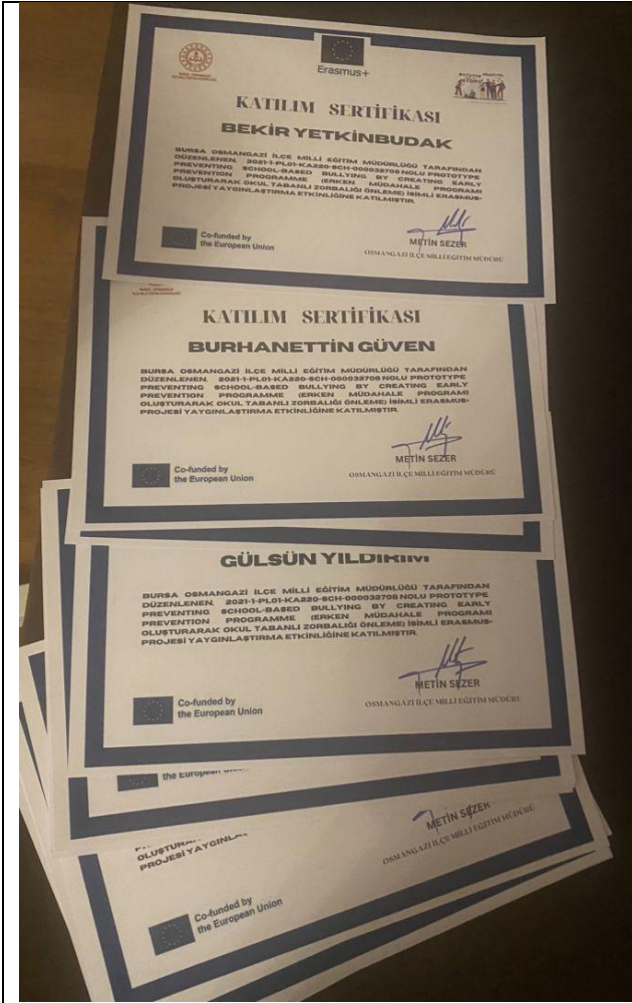 Erasmus+
KATILIM SERTİFİKASI
BEKİR YETKİNBUDAK
BURSA OSMANGAZİ İLÇE MİLLİ EĞİTİM MÜDÜRLÜĞÜ TARAFINDAN
DÜZENLENEN, 2021-1-PL01-KA220-SCH-000032708 NOLU PROTOTYPE
PREVENTING SCHOOL-BASED BULLYING BY CREATING EARLY
PREVENTION PROGRAMME (ERKEN MÜDAHALE PROGRAMI
OLUŞTURARAK OKUL TABANLI ZORBALIĞI ÖNLEME) İSİMLİ ERASMUS-
PROJESİ YAYGINLAŞTIRMA ETKİNLİĞİNE KATILMIŞTIR.
METİN SEZER
OSMANGAZİ İLÇE MİLLİ EĞİTİM MÜDÜRÜ
Co-funded by
the European Union
KATILIM SERTİFİKASI
BURHANETTİN GÜVEN
BURSA OSMANGAZİ İLÇE MİLLİ EĞİTİM MÜDÜRLÜĞÜ TARAFINDAN
DÜZENLENEN, 2021-1-PL01-KA220-SCH-000032708 NOLU PROTOTYPE
PREVENTING SCHOOL-BASED BULLYING BY CREATING EARLY
PREVENTION PROGRAMME (ERKEN MÜDAHALE PROGRAMI
OLUŞTURARAK OKUL TABANLI ZORBALIĞI ÖNLEME) İSİMLİ ERASMUS-
PROJESİ YAYGINLAŞTIRMA ETKİNLİĞİNE KATILMIŞTIR.
METİN SEZER
OSMANGAZİ İLÇE MİLLİ EĞİTİM MÜDÜRÜ
Co-funded by
the European Union
GÜLSÜN YILDIRIM
BURSA OSMANGAZİ İLÇE MİLLİ EĞİTİM MÜDÜRLÜĞÜ TARAFINDAN
DÜZENLENEN, 2021-1-PL01-KA220-SCH-000032708 NOLU PROTOTYPE
PREVENTING SCHOOL-BASED BULLYING BY CREATING EARLY
PREVENTION PROGRAMME (ERKEN MÜDAHALE PROGRAMI
OLUŞTURARAK OKUL TABANLI ZORBALIĞI ÖNLEME) İSİMLİ ERASMUS-
PROJESİ YAYGINLAŞTIRMA ETKİNLİĞİNE KATILMIŞTIR.
METİN SEZER
OSMANGAZİ İLÇE MİLLİ EĞİTİM MÜDÜRÜ
Co-funded by
the European Union
the European
METİN SEZER
OSMANGAZİ İLÇE MİLLİ EĞİTİM MÜDÜRÜ
PROJESİ
Co-funded by
the European Union